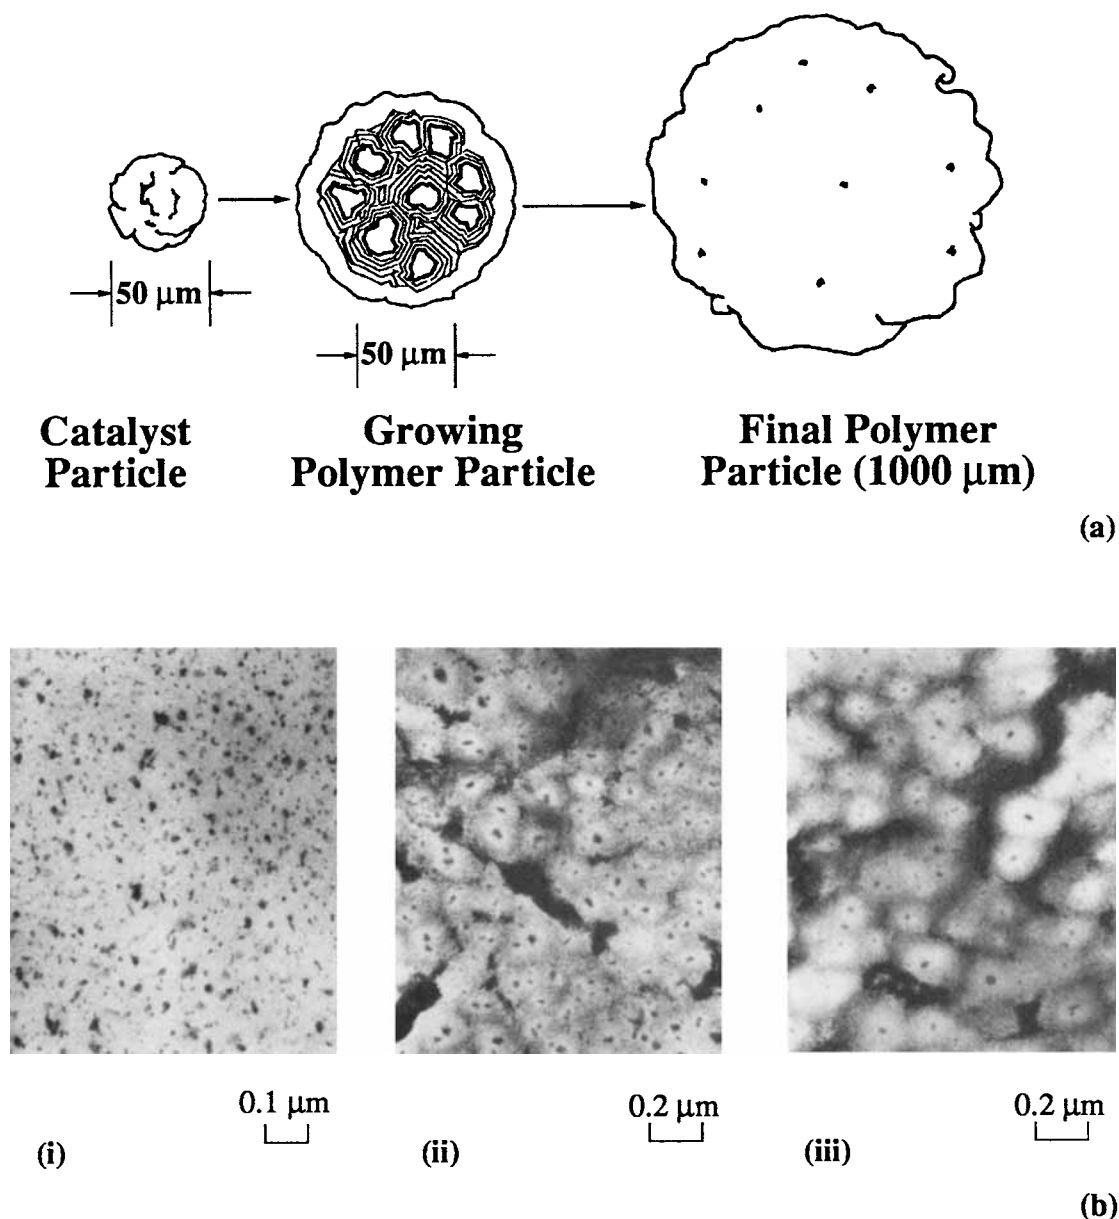 50 μm
50 μm
Catalyst
Particle
Growing
Polymer Particle
Final Polymer
Particle (1000 μm)
(a)
0.1 μm
0.2 μm
0.2 μm
(i)
(ii)
(iii)
(b)